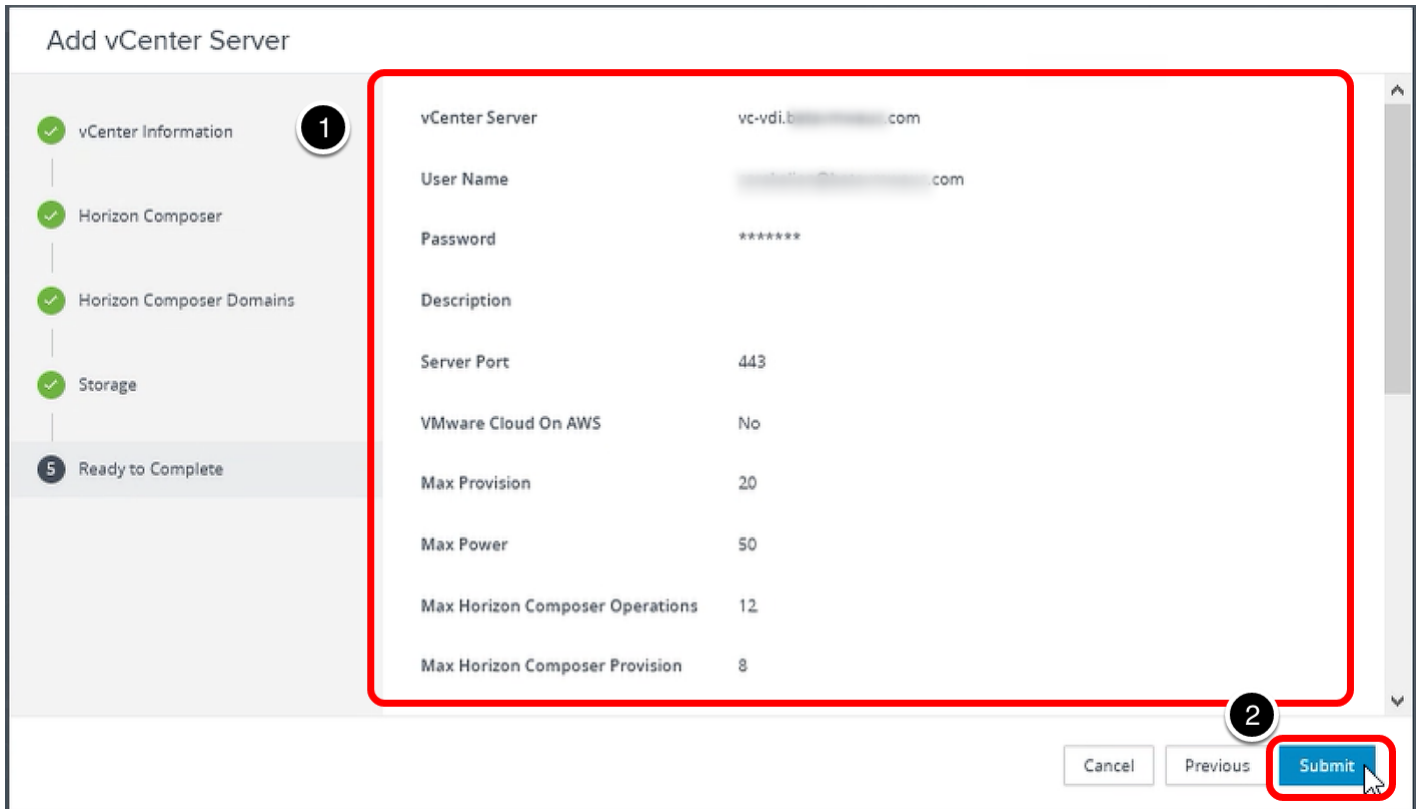 Add vCenter Server
vCenter Information
1
Horizon Composer
Horizon Composer Domains
Storage
5 Ready to Complete
vCenter Server vc-vdi. .com
User Name .com
Password *******
Description
Server Port 443
VMware Cloud On AWS No
Max Provision 20
Max Power 50
Max Horizon Composer Operations 12
Max Horizon Composer Provision 8
2
Cancel Previous Submit